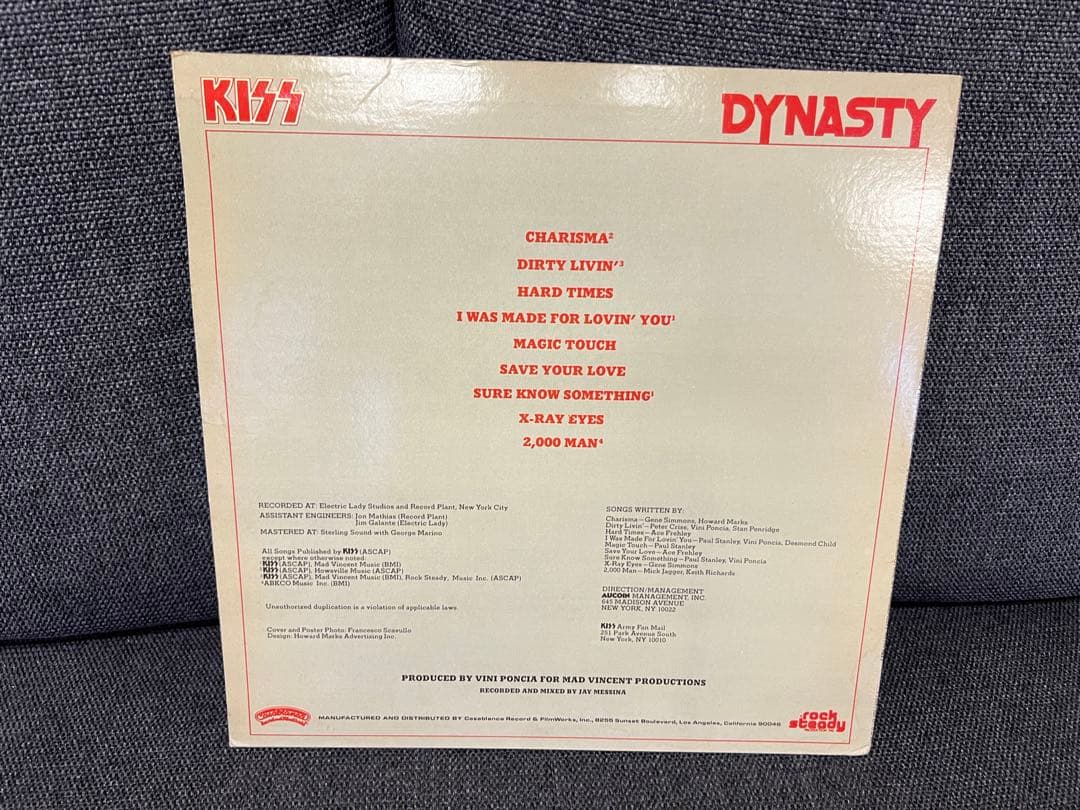 KISS
DYNASTY
CHARISMA²
DIRTY LIVIN'³
HARD TIMES
I WAS MADE FOR LOVIN' YOU¹
MAGIC TOUCH
SAVE YOUR LOVE
SURE KNOW SOMETHING¹
X-RAY EYES
2,000 MAN⁴
RECORDED AT: Electric Lady Studios and Record Plant, New York City
ASSISTANT ENGINEERS: Jon Mathias (Record Plant)
Jim Galante (Electric Lady)
MASTERED AT: Sterling Sound with George Marino
All Songs Published by KISS (ASCAP)
except where otherwise noted:
¹KISS (ASCAP), Mad Vincent Music (BMI)
²KISS (ASCAP), Howsville Music (ASCAP)
³KISS (ASCAP), Mad Vincent Music (BMI), Rock Steady, Music Inc. (ASCAP)
⁴ABKCO Music Inc. (BMI)
Unauthorized duplication is a violation of applicable laws.
Cover and Poster Photo: Francesco Scavullo
Design: Howard Marks Advertising Inc.
SONGS WRITTEN BY:
Charisma—Gene Simmons, Howard Marks
Dirty Livin'—Peter Criss, Vini Poncia, Stan Penridge
Hard Times—Ace Frehley
I Was Made For Lovin' You—Paul Stanley, Vini Poncia, Desmond Child
Magic Touch—Paul Stanley
Save Your Love—Ace Frehley
Sure Know Something—Paul Stanley, Vini Poncia
X-Ray Eyes—Gene Simmons
2,000 Man—Mick Jagger, Keith Richards
DIRECTION/MANAGEMENT
AUCOIN MANAGEMENT, INC.
645 MADISON AVENUE
NEW YORK, NY 10022
KISS Army Fan Mail
251 Park Avenue South
New York, NY 10010
PRODUCED BY VINI PONCIA FOR MAD VINCENT PRODUCTIONS
RECORDED AND MIXED BY JAY MESSINA
MANUFACTURED AND DISTRIBUTED BY Casablanca Record & FilmWorks, Inc., 8255 Sunset Boulevard, Los Angeles, California 90046
rock
steady